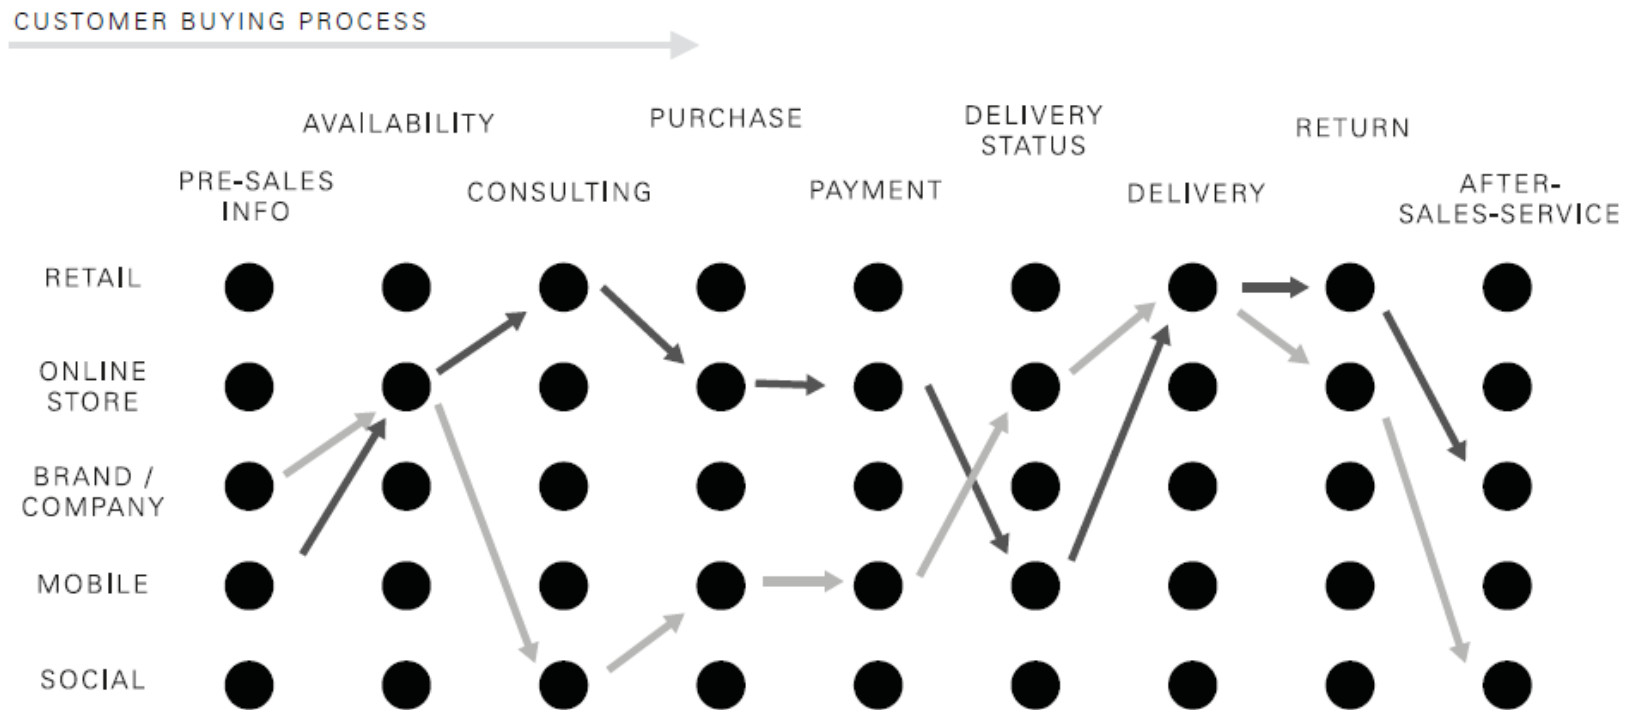 CUSTOMER BUYING PROCESS
AVAILABILITY
PURCHASE
DELIVERY
STATUS
RETURN
PRE-SALES
INFO
CONSULTING
PAYMENT
DELIVERY
AFTER-
SALES-SERVICE
RETAIL
ONLINE
STORE
BRAND /
COMPANY
MOBILE
SOCIAL